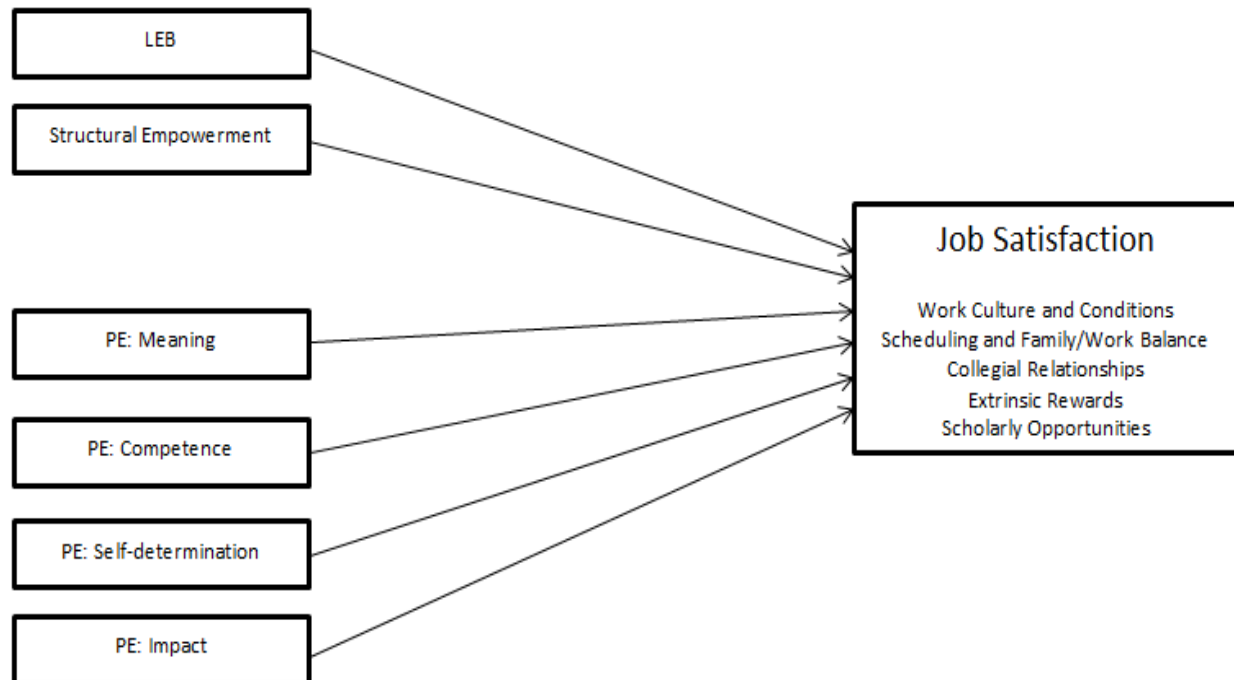 LEB
Structural Empowerment
PE: Meaning
PE: Competence
PE: Self-determination
PE: Impact
Job Satisfaction
Work Culture and Conditions
Scheduling and Family/Work Balance
Collegial Relationships
Extrinsic Rewards
Scholarly Opportunities